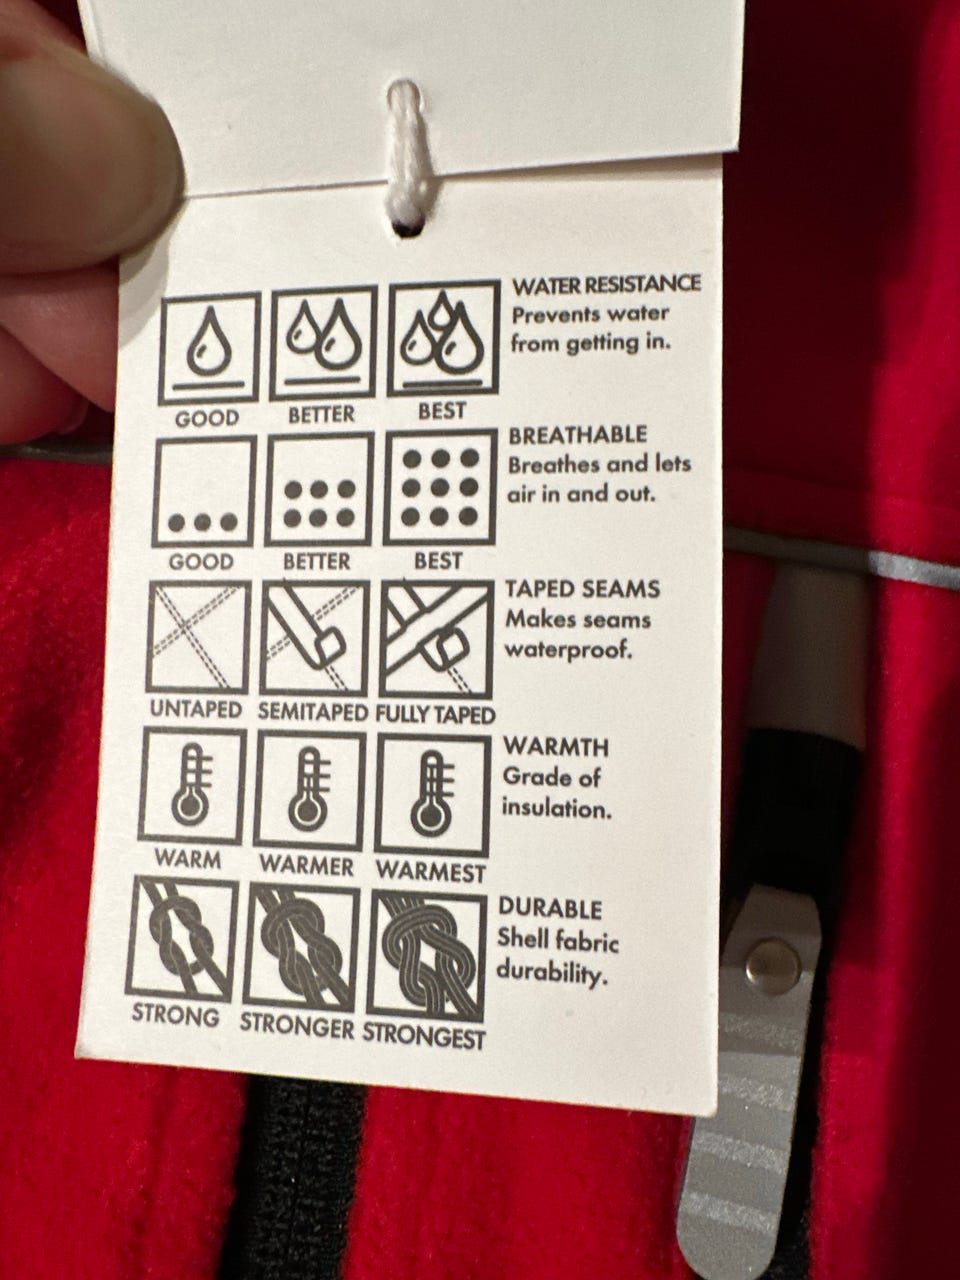 WATER RESISTANCE
Prevents water
from getting in.
GOOD BETTER BEST
BREATHABLE
Breathes and lets
air in and out.
GOOD BETTER BEST
TAPED SEAMS
Makes seams
waterproof.
UNTAPED SEMITAPED FULLY TAPED
WARMTH
Grade of
insulation.
WARM WARMER WARMEST
DURABLE
Shell fabric
durability.
STRONG STRONGER STRONGEST